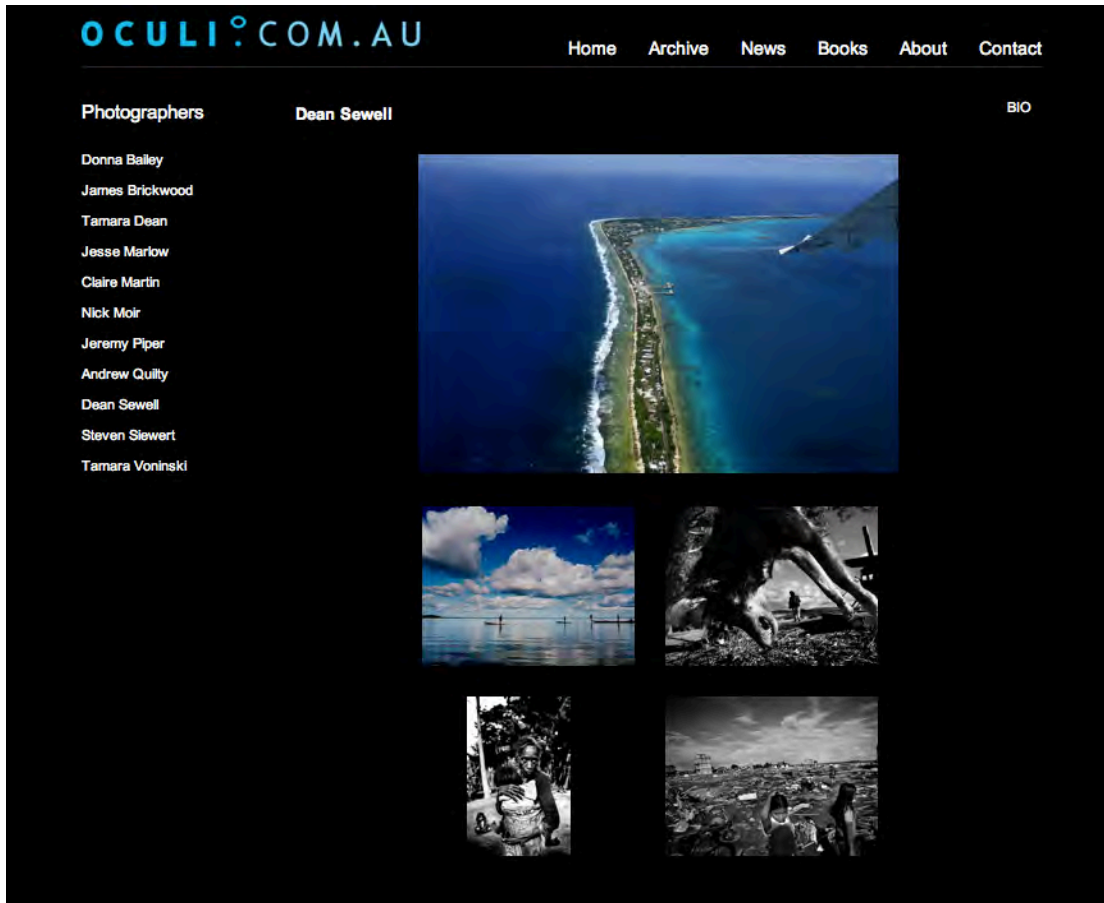 OCULI.COM.AU
Home Archive News Books About Contact
Photographers
Dean Sewell
BIO
Donna Bailey
James Brickwood
Tamara Dean
Jesse Marlow
Claire Martin
Nick Moir
Jeremy Piper
Andrew Quilty
Dean Sewell
Steven Siewert
Tamara Voninski